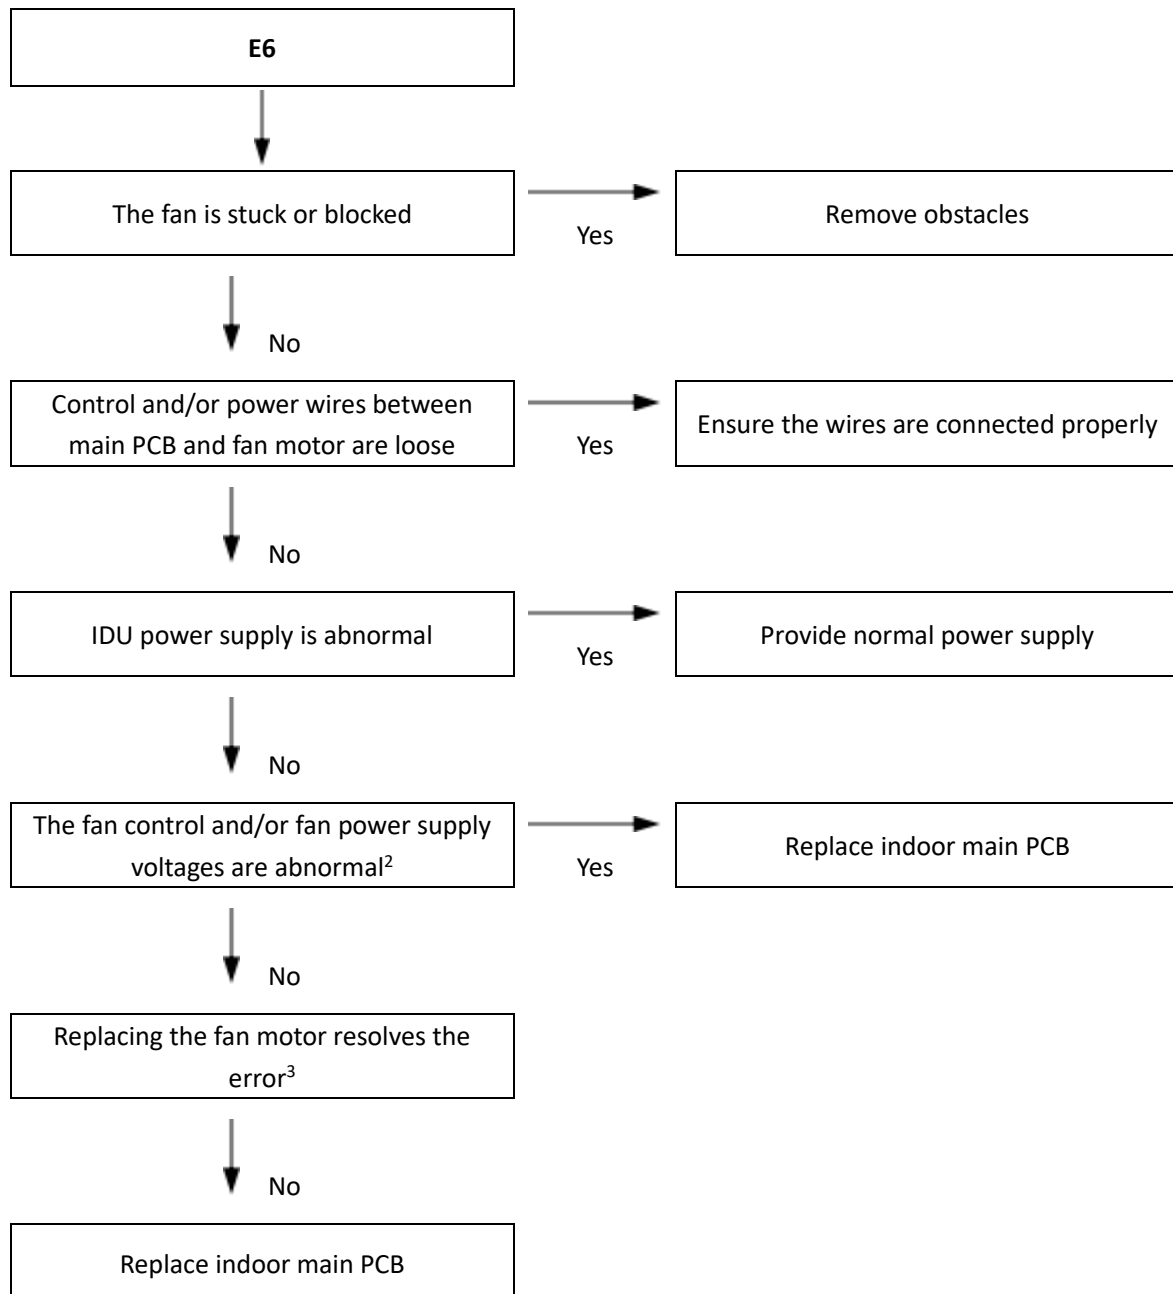 E6
The fan is stuck or blocked
Yes
Remove obstacles
No
Control and/or power wires between
main PCB and fan motor are loose
Yes
Ensure the wires are connected properly
No
IDU power supply is abnormal
Yes
Provide normal power supply
No
The fan control and/or fan power supply
voltages are abnormal²
Yes
Replace indoor main PCB
No
Replacing the fan motor resolves the
error³
No
Replace indoor main PCB